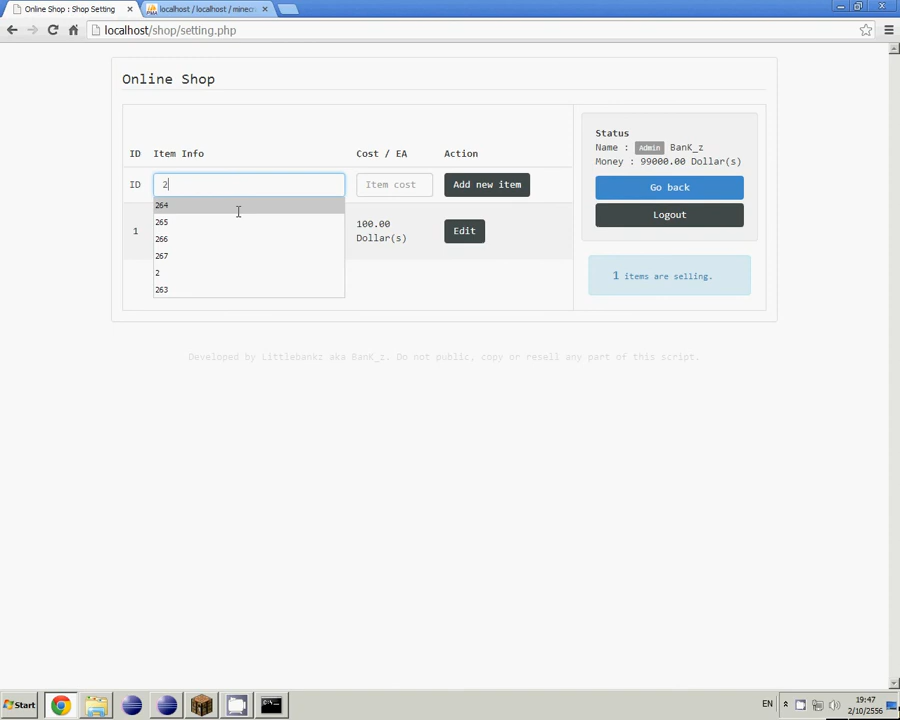 Online Shop : Shop Setting
localhost / localhost / minec
localhost/shop/setting.php
Online Shop
ID Item Info Cost / EA Action
ID 2 Item cost Add new item
264
265
266
267
2
263
1 100.00 Dollar(s) Edit
Status
Name : Admin BanK_z
Money : 99000.00 Dollar(s)
Go back
Logout
1 items are selling.
Developed by Littlebankz aka BanK_z. Do not public, copy or resell any part of this script.
Start
EN
19:47
2/10/2556